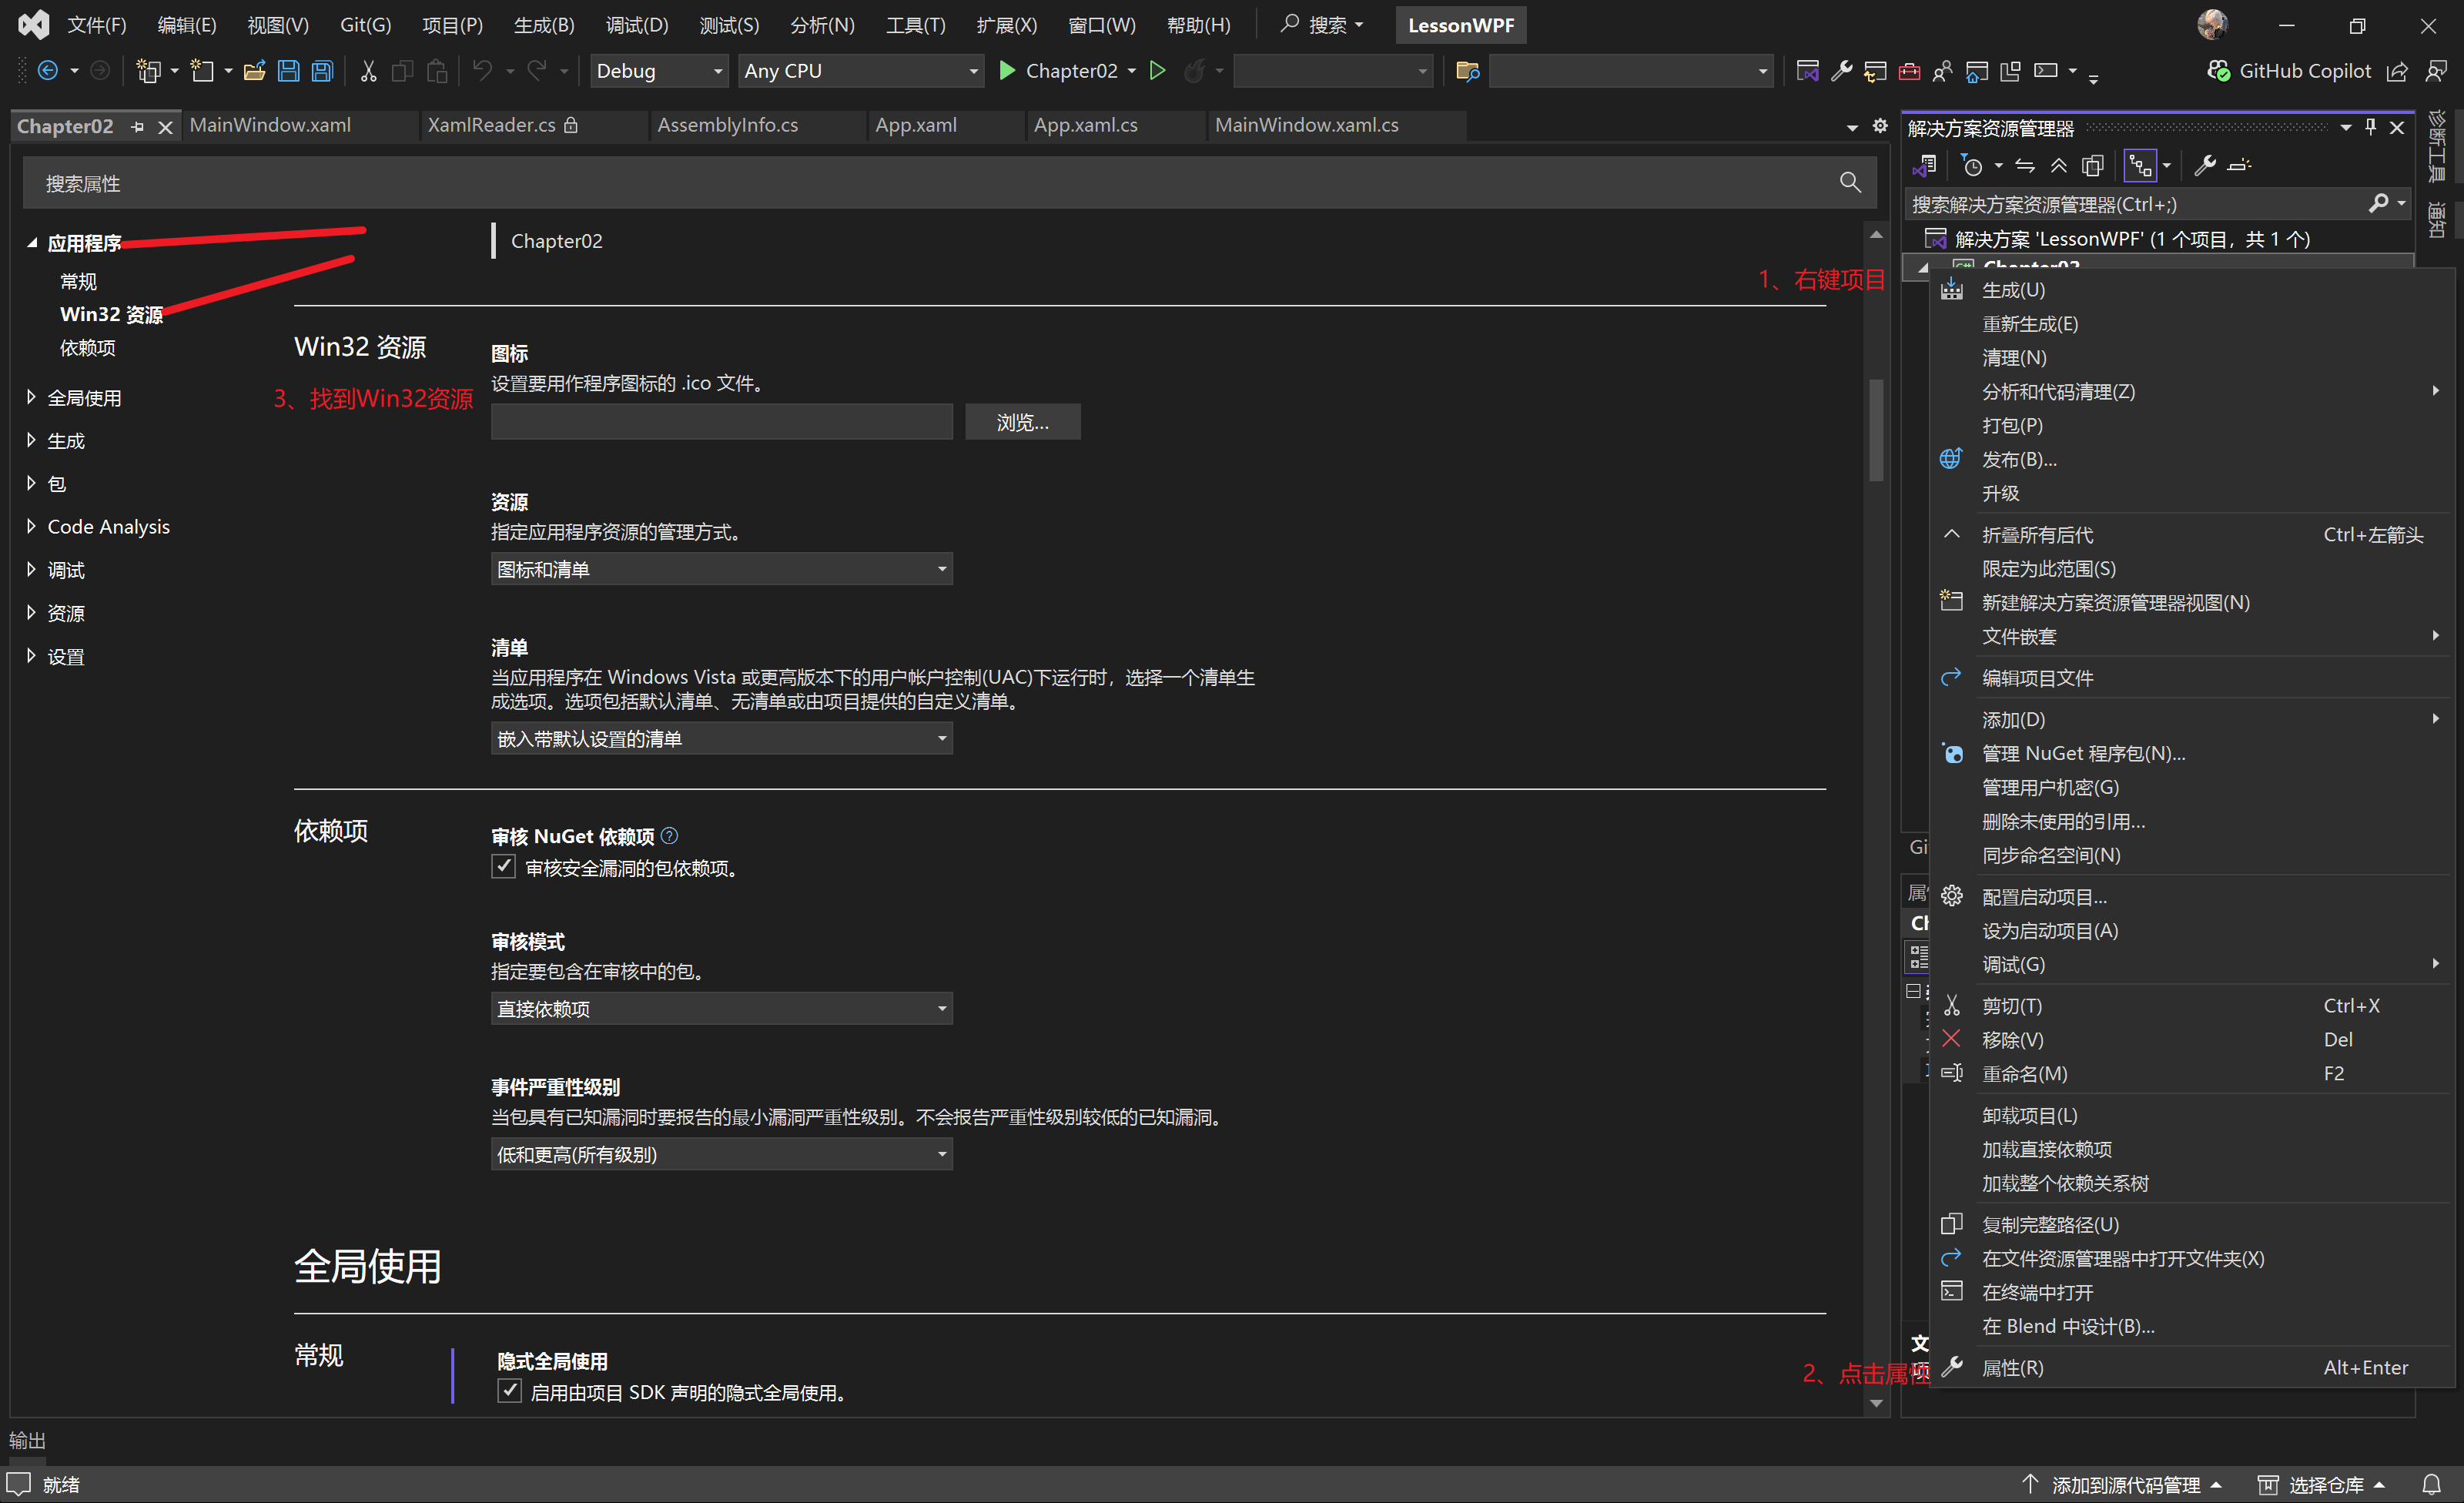 文件(F) 编辑(E) 视图(V) Git(G) 项目(P) 生成(B) 调试(D) 测试(S) 分析(N) 工具(T) 扩展(X) 窗口(W) 帮助(H) 搜索 LessonWPF
Debug Any CPU Chapter02 GitHub Copilot
Chapter02 MainWindow.xaml XamlReader.cs AssemblyInfo.cs App.xaml App.xaml.cs MainWindow.xaml.cs
搜索属性
应用程序
常规
Win32 资源
依赖项
全局使用
生成
包
Code Analysis
调试
资源
设置
Chapter02
Win32 资源
3、找到Win32资源
图标
设置要用作程序图标的 .ico 文件。
浏览...
资源
指定应用程序资源的管理方式。
图标和清单
清单
当应用程序在 Windows Vista 或更高版本下的用户帐户控制(UAC)下运行时，选择一个清单生
成选项。选项包括默认清单、无清单或由项目提供的自定义清单。
嵌入带默认设置的清单
依赖项
审核 NuGet 依赖项
审核安全漏洞的包依赖项。
审核模式
指定要包含在审核中的包。
直接依赖项
事件严重性级别
当包具有已知漏洞时要报告的最小漏洞严重性级别。不会报告严重性级别较低的已知漏洞。
低和更高(所有级别)
全局使用
常规
隐式全局使用
启用由项目 SDK 声明的隐式全局使用。
解决方案资源管理器
搜索解决方案资源管理器(Ctrl+;)
解决方案 'LessonWPF' (1 个项目，共 1 个)
Chapter02
1、右键项目
生成(U)
重新生成(E)
清理(N)
分析和代码清理(Z)
打包(P)
发布(B)...
升级
折叠所有后代 Ctrl+左箭头
限定为此范围(S)
新建解决方案资源管理器视图(N)
文件嵌套
编辑项目文件
添加(D)
管理 NuGet 程序包(N)...
管理用户机密(G)
删除未使用的引用...
同步命名空间(N)
配置启动项目...
设为启动项目(A)
调试(G)
剪切(T) Ctrl+X
移除(V) Del
重命名(M) F2
卸载项目(L)
加载直接依赖项
加载整个依赖关系树
复制完整路径(U)
在文件资源管理器中打开文件夹(X)
在终端中打开
在 Blend 中设计(B)...
属性(R) Alt+Enter
2、点击属性
诊断工具
通知
输出
就绪 添加到源代码管理 选择仓库